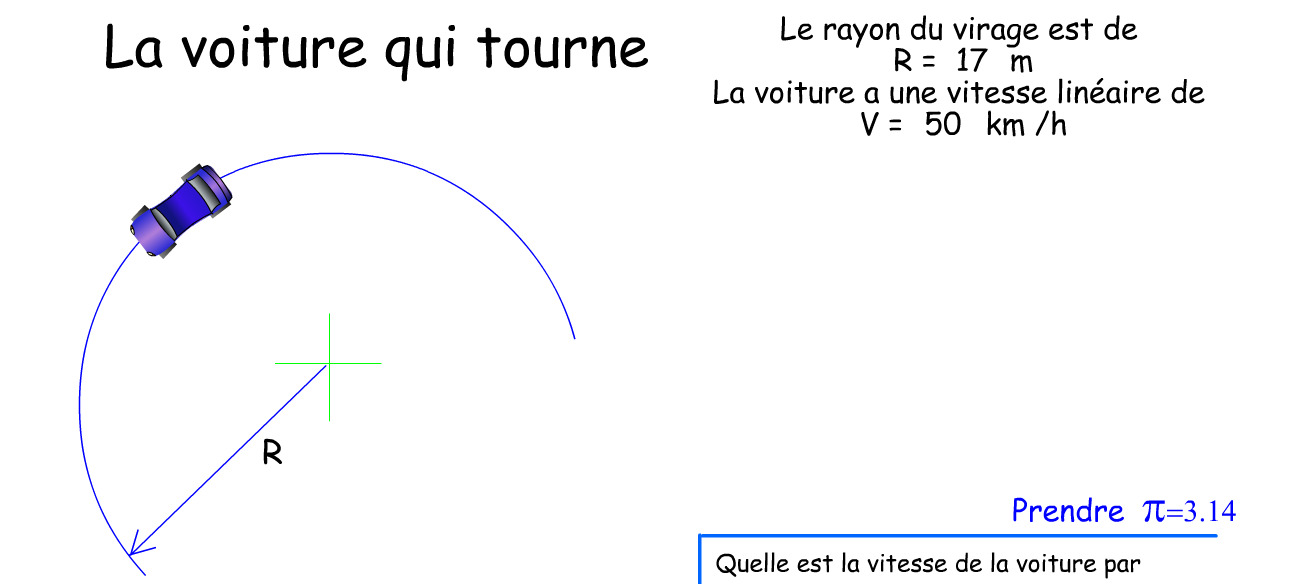 La voiture qui tourne
Le rayon du virage est de
R = 17 m
La voiture a une vitesse linéaire de
V = 50 km /h
R
Prendre π=3.14
Quelle est la vitesse de la voiture par